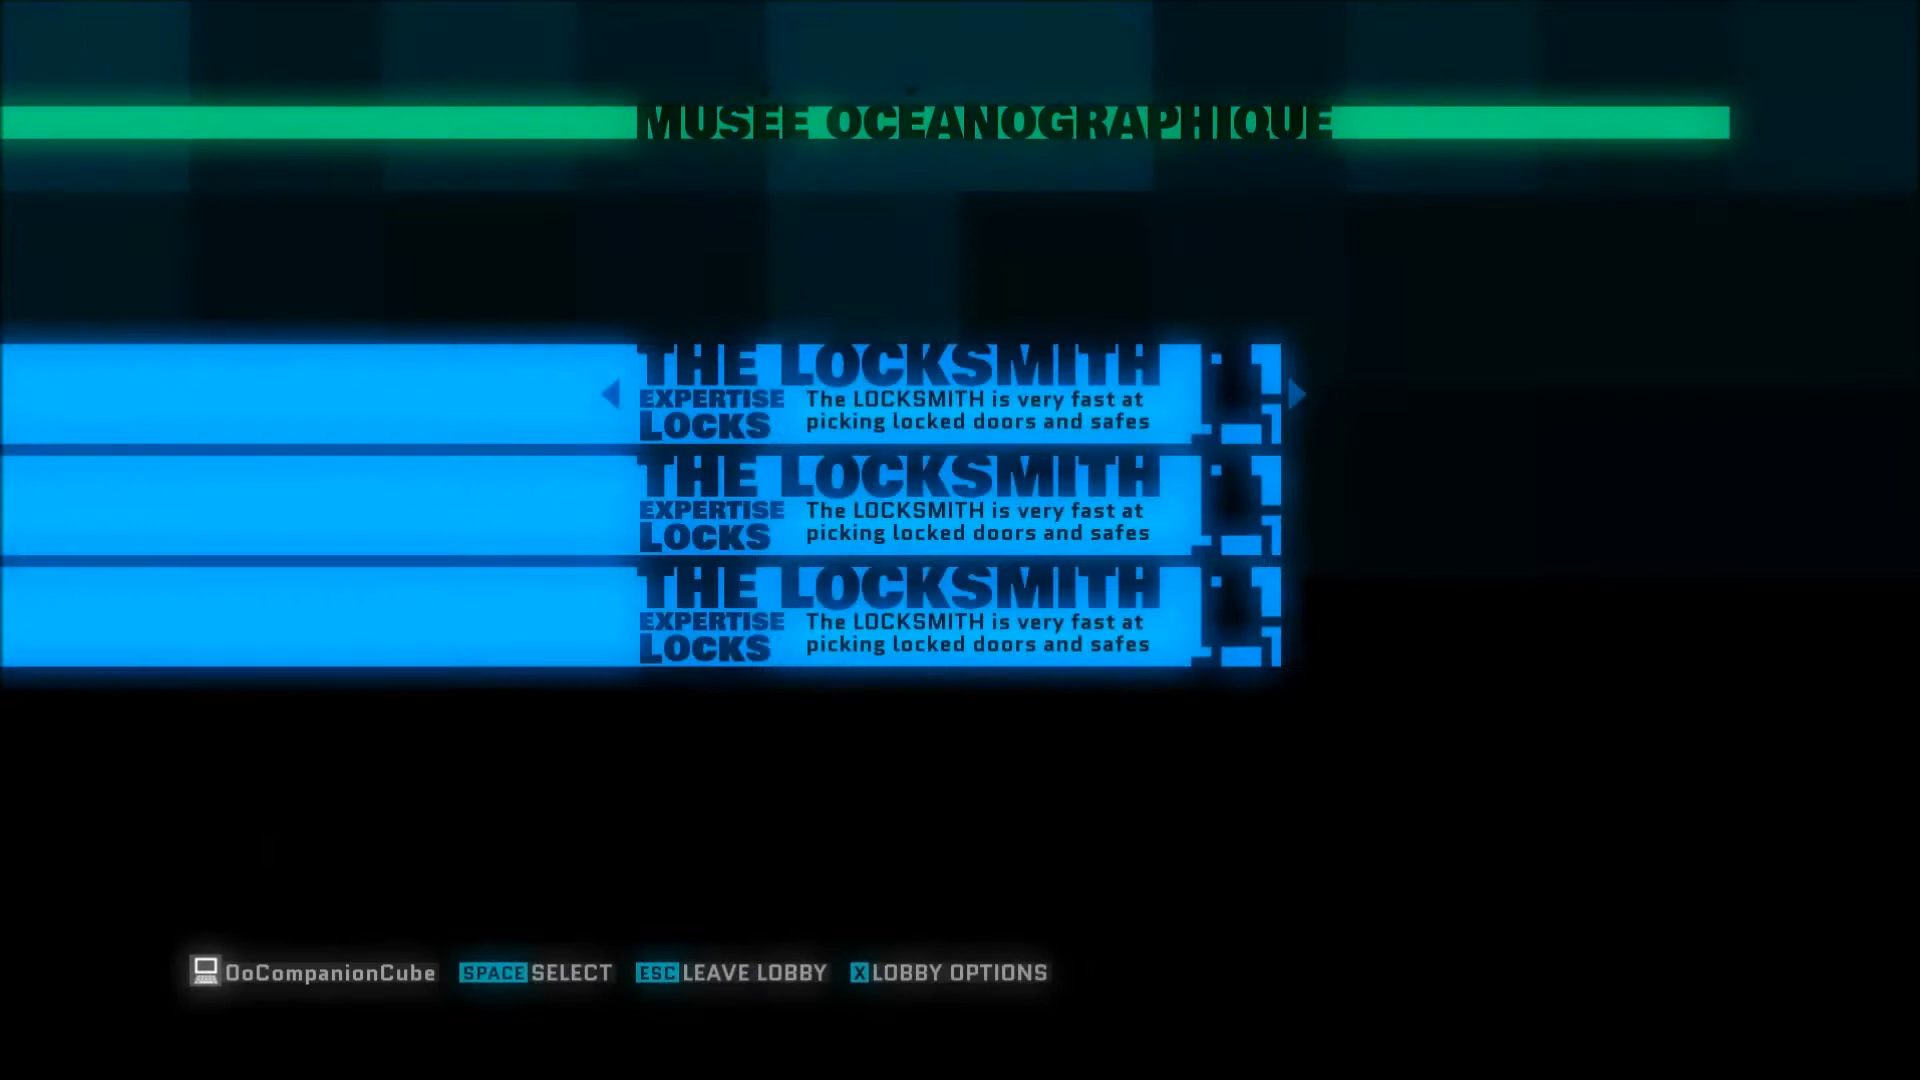 MUSÉE OCÉANOGRAPHIQUE
THE LOCKSMITH
EXPERTISE
LOCKS
The LOCKSMITH is very fast at
picking locked doors and safes
THE LOCKSMITH
EXPERTISE
LOCKS
The LOCKSMITH is very fast at
picking locked doors and safes
THE LOCKSMITH
EXPERTISE
LOCKS
The LOCKSMITH is very fast at
picking locked doors and safes
OoCompanionCube SPACE SELECT ESC LEAVE LOBBY X LOBBY OPTIONS